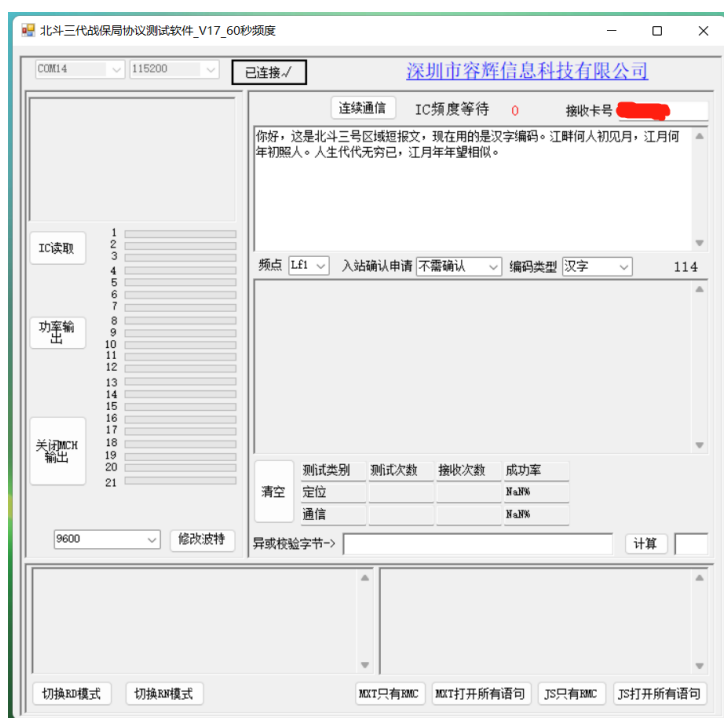 北斗三代战保局协议测试软件_V17_60秒频度
COM14 115200 已连接√ 深圳市容辉信息科技有限公司
连续通信 IC频度等待 0 接收卡号
你好，这是北斗三号区域短报文，现在用的是汉字编码。江畔何人初见月，江月何
年初照人。人生代代无穷已，江月年年望相似。
频点 Lf1 入站确认申请 不需确认 编码类型 汉字 114
IC读取
功率输
出
关闭MCH
输出
1
2
3
4
5
6
7
8
9
10
11
12
13
14
15
16
17
18
19
20
21
9600 修改波特
清空
测试类别 测试次数 接收次数 成功率
定位 NaN%
通信 NaN%
异或校验字节-> 计算
切换RD模式 切换RN模式 MXT只有RMC MXT打开所有语句 JS只有RMC JS打开所有语句